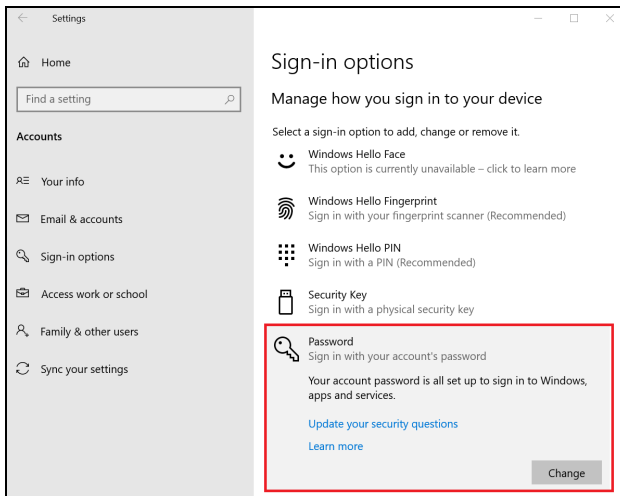 Settings
Home
Find a setting
Accounts
Your info
Email & accounts
Sign-in options
Access work or school
Family & other users
Sync your settings
Sign-in options
Manage how you sign in to your device
Select a sign-in option to add, change or remove it.
Windows Hello Face
This option is currently unavailable – click to learn more
Windows Hello Fingerprint
Sign in with your fingerprint scanner (Recommended)
Windows Hello PIN
Sign in with a PIN (Recommended)
Security Key
Sign in with a physical security key
Password
Sign in with your account's password
Your account password is all set up to sign in to Windows,
apps and services.
Update your security questions
Learn more
Change